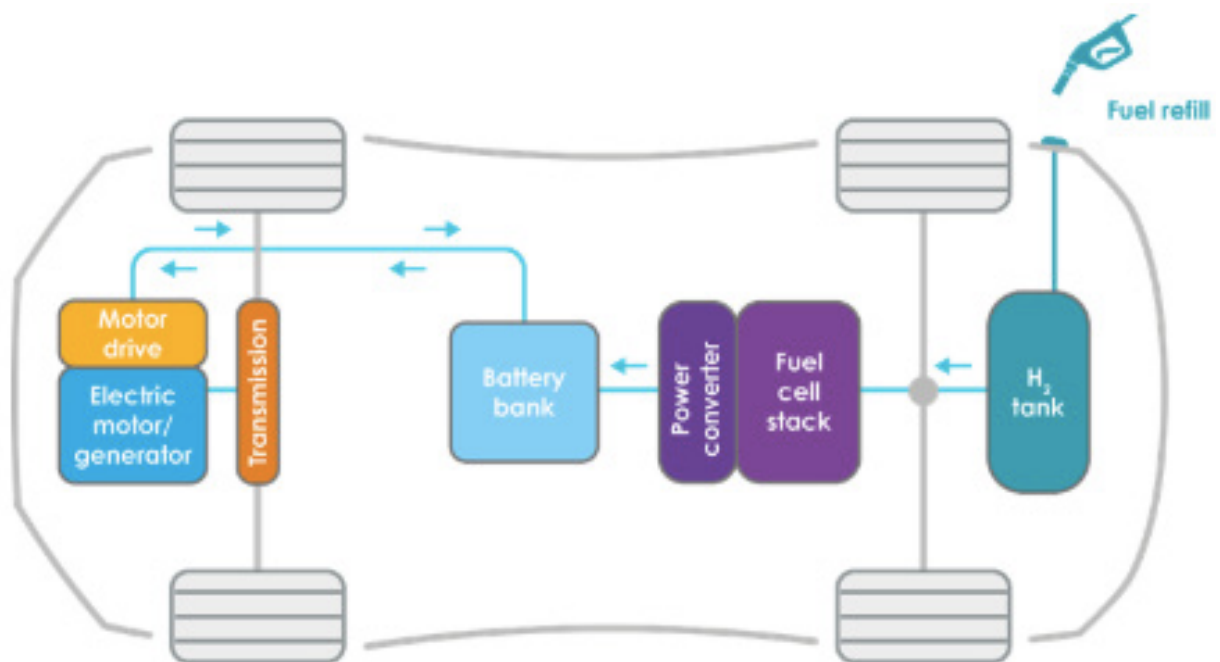 Fuel refill
Motor
drive
Electric
motor/
generator
Transmission
Battery
bank
Power
converter
Fuel
cell
stack
H₂
tank